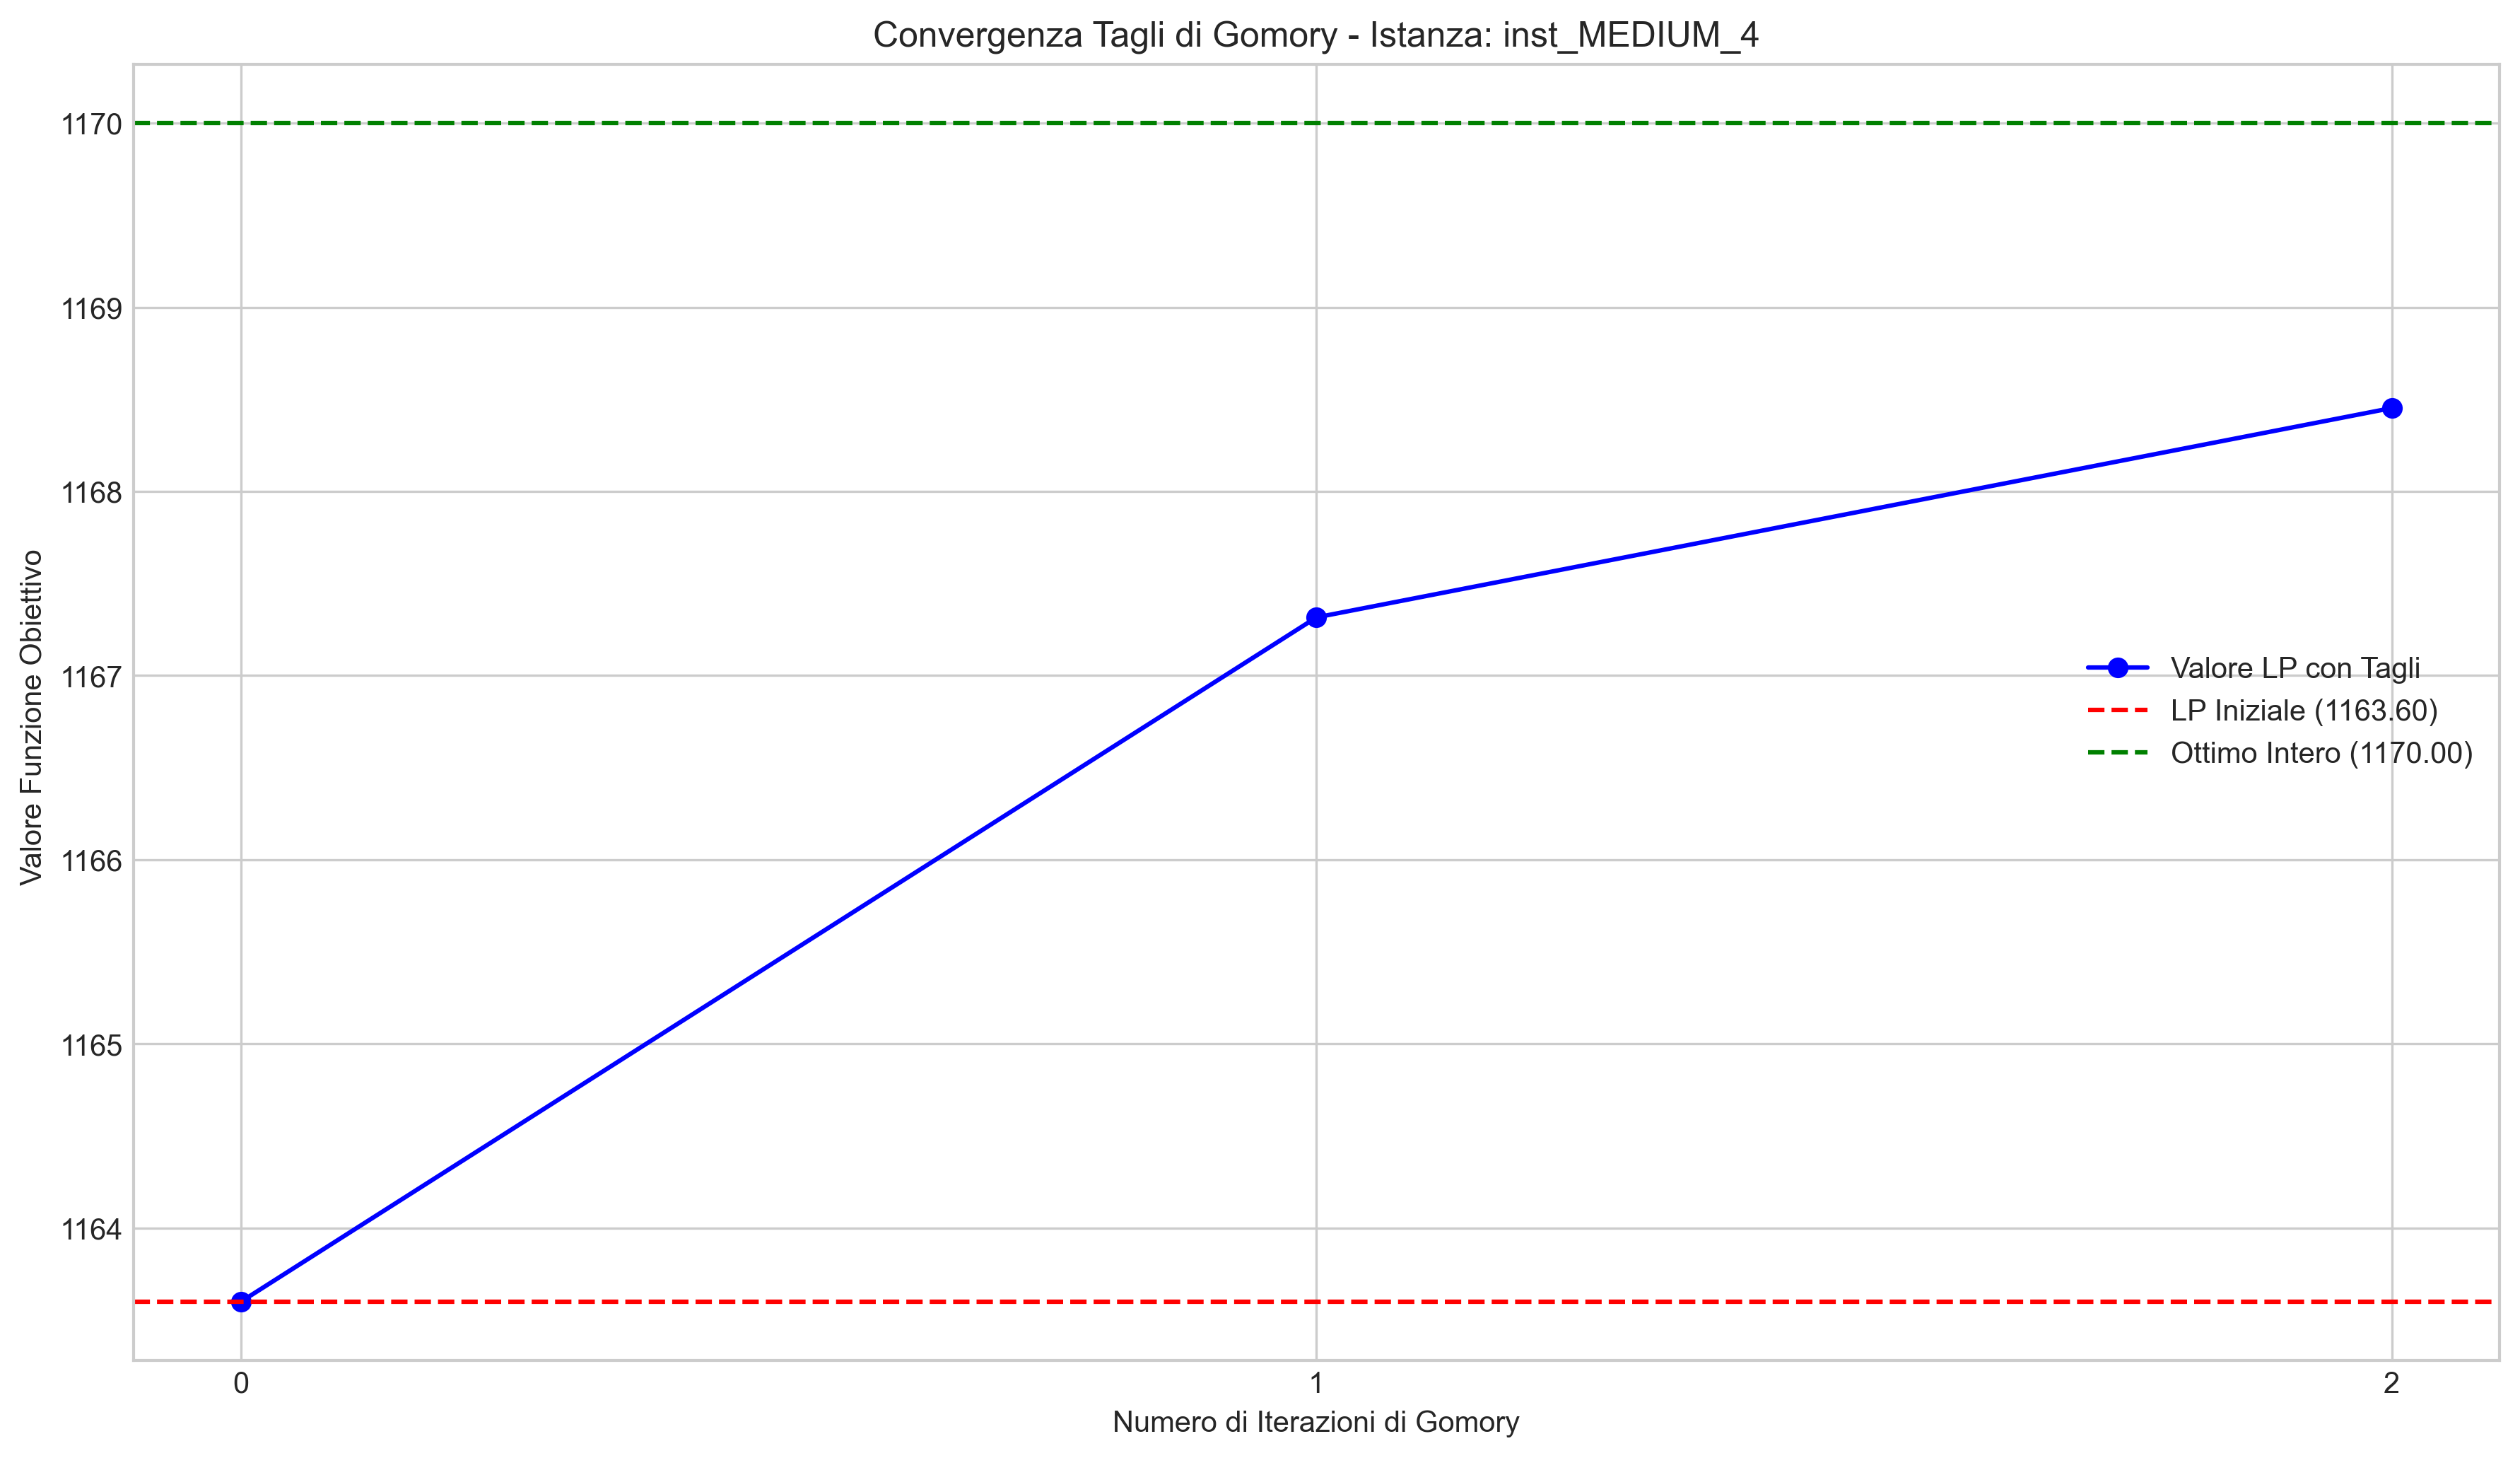 Convergenza Tagli di Gomory - Istanza: inst_MEDIUM_4
Valore Funzione Obiettivo
1170
1169
1168
1167
1166
1165
1164
Valore LP con Tagli
LP Iniziale (1163.60)
Ottimo Intero (1170.00)
0
1
2
Numero di Iterazioni di Gomory